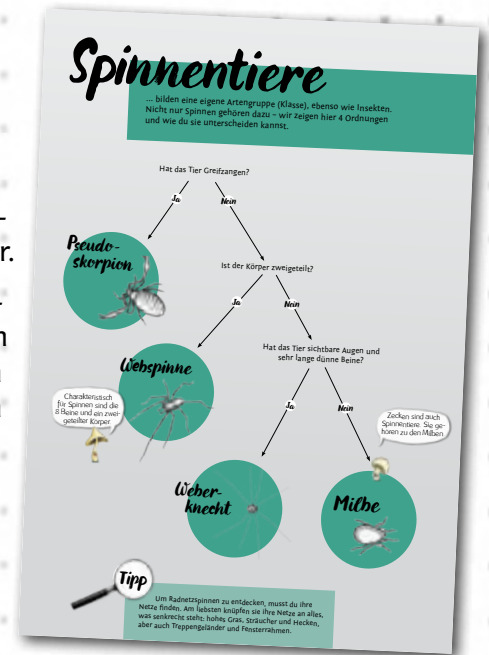 Spinnentiere
... bilden eine eigene Artengruppe (Klasse), ebenso wie Insekten.
Nicht nur Spinnen gehören dazu – wir zeigen hier 4 Ordnungen
und wie du sie unterscheiden kannst.
Hat das Tier Greifzangen?
Ja
Nein
Pseudo-
skorpion
Ist der Körper zweigeteilt?
Ja
Nein
Webspinne
Charakteristisch
für Spinnen sind die
8 Beine und ein zwei-
geteilter Körper.
Hat das Tier sichtbare Augen und
sehr lange dünne Beine?
Ja
Nein
Zecken sind auch
Spinnentiere. Sie ge-
hören zu den Milben.
Weber-
knecht
Milbe
Tipp
Um Radnetzspinnen zu entdecken, musst du ihre
Netze finden. Am liebsten knüpfen sie ihre Netze an alles,
was senkrecht steht: hohes Gras, Sträucher und Hecken,
aber auch Treppengeländer und Fensterrahmen.